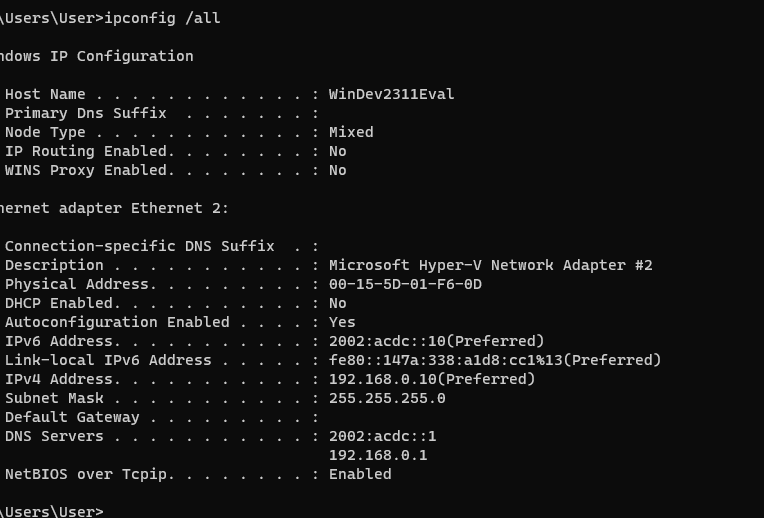 \Users\User>ipconfig /all
ndows IP Configuration
Host Name . . . . . . . . . . . . : WinDev2311Eval
Primary Dns Suffix  . . . . . . . :
Node Type . . . . . . . . . . . . : Mixed
IP Routing Enabled. . . . . . . . : No
WINS Proxy Enabled. . . . . . . . : No
hernet adapter Ethernet 2:
Connection-specific DNS Suffix  . :
Description . . . . . . . . . . . : Microsoft Hyper-V Network Adapter #2
Physical Address. . . . . . . . . : 00-15-5D-01-F6-0D
DHCP Enabled. . . . . . . . . . . : No
Autoconfiguration Enabled . . . . : Yes
IPv6 Address. . . . . . . . . . . : 2002:acdc::10(Preferred)
Link-local IPv6 Address . . . . . : fe80::147a:338:a1d8:cc1%13(Preferred)
IPv4 Address. . . . . . . . . . . : 192.168.0.10(Preferred)
Subnet Mask . . . . . . . . . . . : 255.255.255.0
Default Gateway . . . . . . . . . :
DNS Servers . . . . . . . . . . . : 2002:acdc::1
192.168.0.1
NetBIOS over Tcpip. . . . . . . . : Enabled
\Users\User>